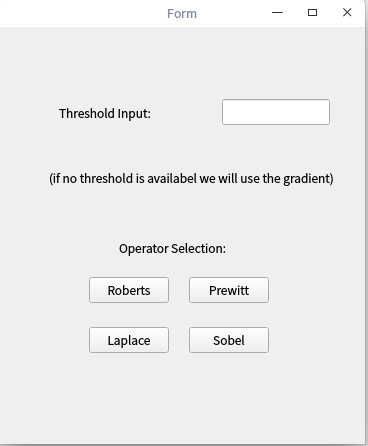 Form
Threshold Input:
(if no threshold is availabel we will use the gradient)
Operator Selection:
Roberts Prewitt
Laplace Sobel